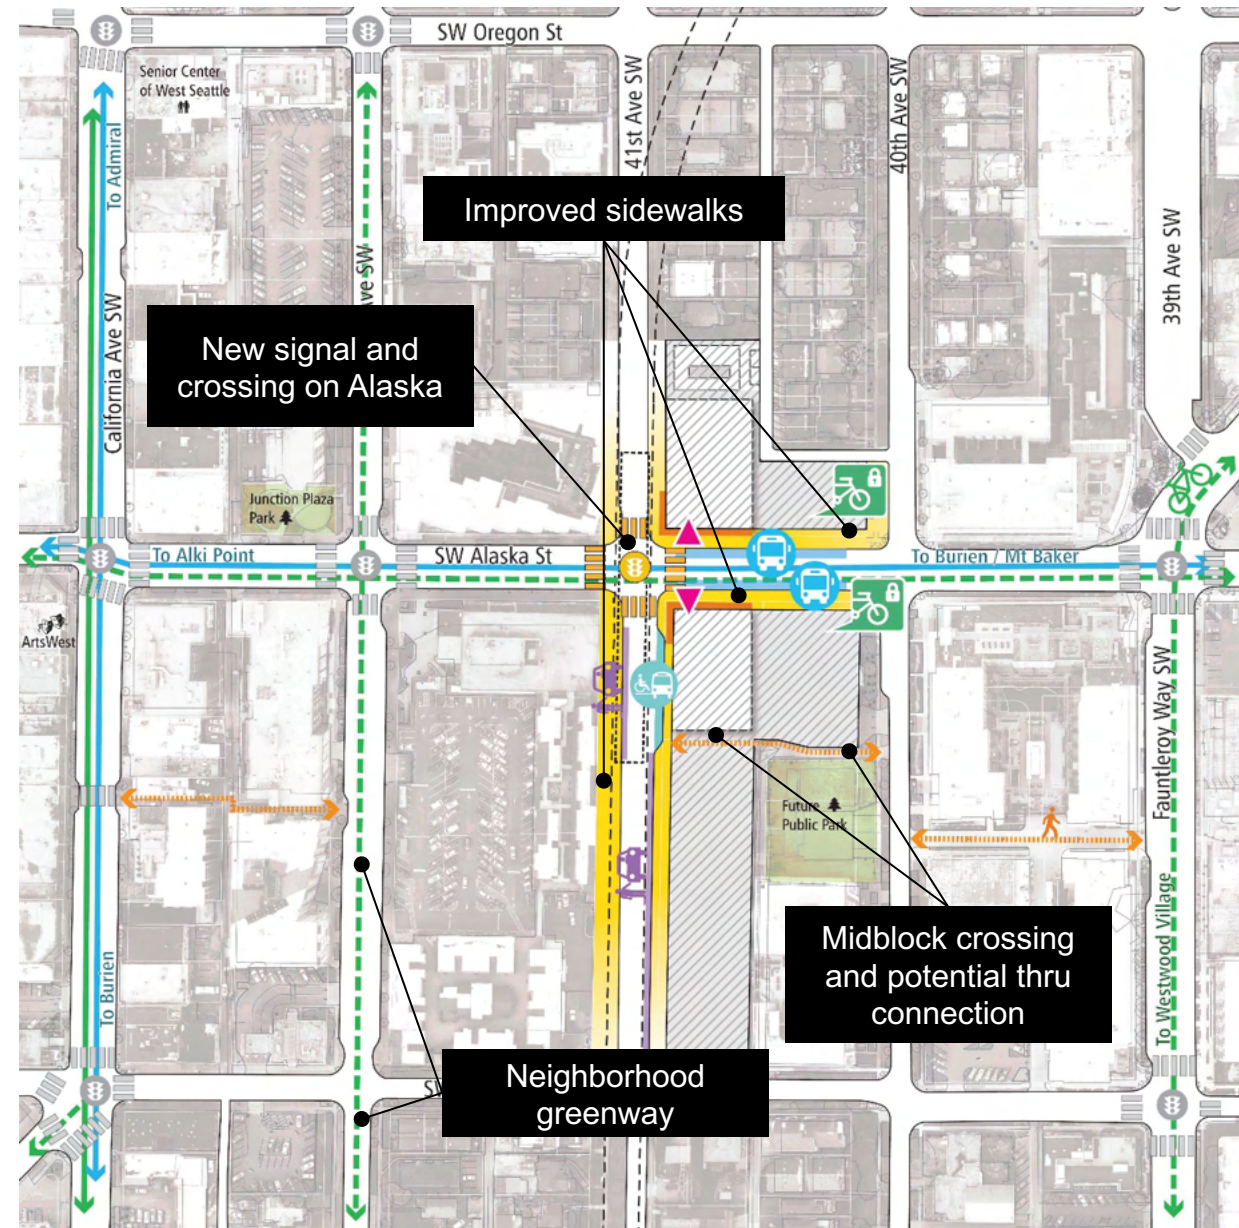 SW Oregon St
Senior Center
of West Seattle
To Admiral
41st Ave SW
40th Ave SW
39th Ave SW
Improved sidewalks
Ave SW
California Ave SW
New signal and
crossing on Alaska
Junction Plaza
Park
To Alki Point
SW Alaska St
To Burien / Mt Baker
ArtsWest
Fauntleroy Way SW
Future
Public Park
Midblock crossing
and potential thru
connection
To Burien
To Westwood Village
Neighborhood
greenway